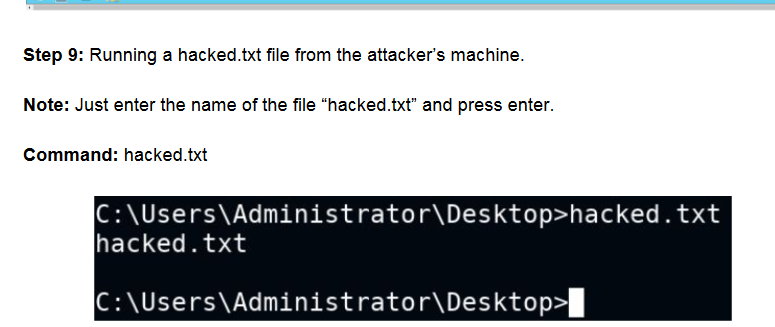 Step 9: Running a hacked.txt file from the attacker’s machine.
Note: Just enter the name of the file “hacked.txt” and press enter.
Command: hacked.txt
C:\Users\Administrator\Desktop>hacked.txt
hacked.txt
C:\Users\Administrator\Desktop>